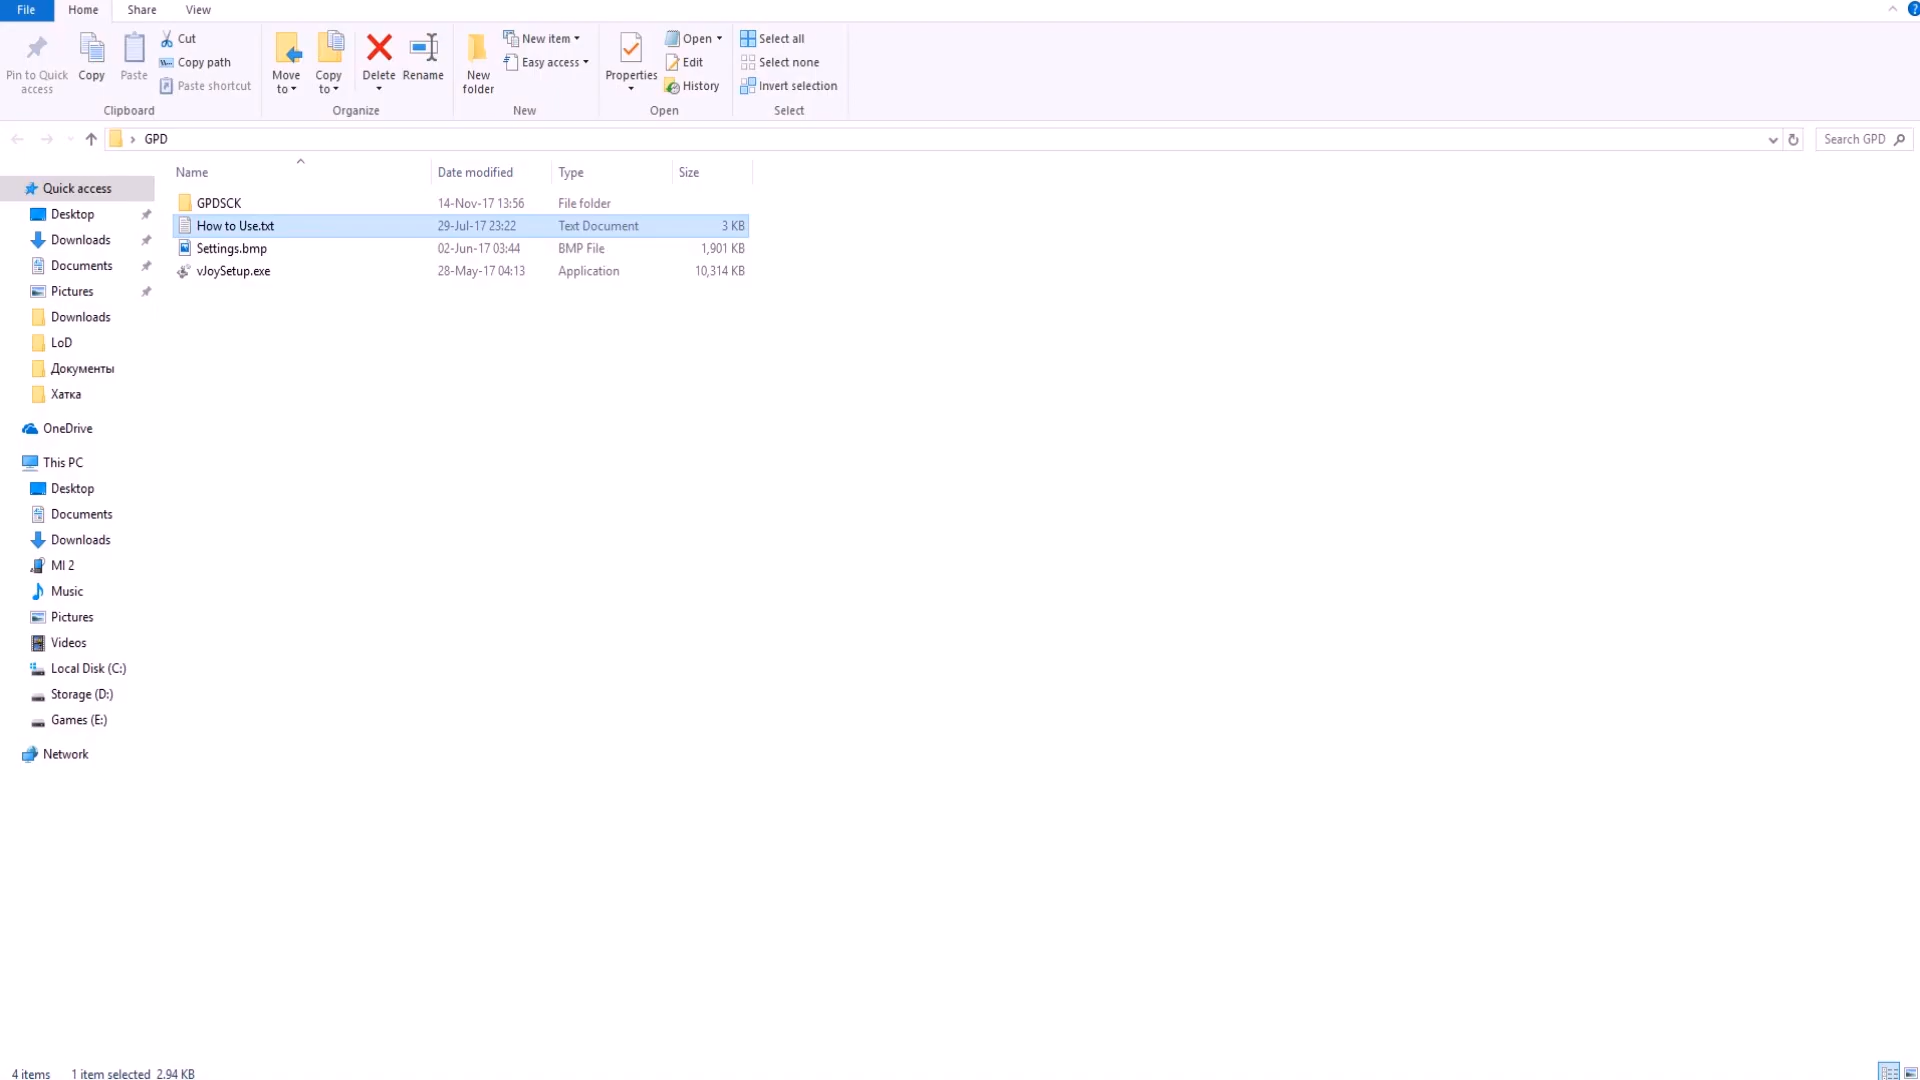 File Home Share View
Pin to Quick access
Copy
Paste
Cut
Copy path
Paste shortcut
Clipboard
Move to
Copy to
Delete
Rename
Organize
New folder
New item
Easy access
New
Properties
Open
Edit
History
Open
Select all
Select none
Invert selection
Select
GPD
Search GPD
Name Date modified Type Size
GPDSCK 14-Nov-17 13:56 File folder
How to Use.txt 29-Jul-17 23:22 Text Document 3 KB
Settings.bmp 02-Jun-17 03:44 BMP File 1,901 KB
vJoySetup.exe 28-May-17 04:13 Application 10,314 KB
Quick access
Desktop
Downloads
Documents
Pictures
Downloads
LoD
Документы
Хатка
OneDrive
This PC
Desktop
Documents
Downloads
MI 2
Music
Pictures
Videos
Local Disk (C:)
Storage (D:)
Games (E:)
Network
4 items 1 item selected 2.94 KB